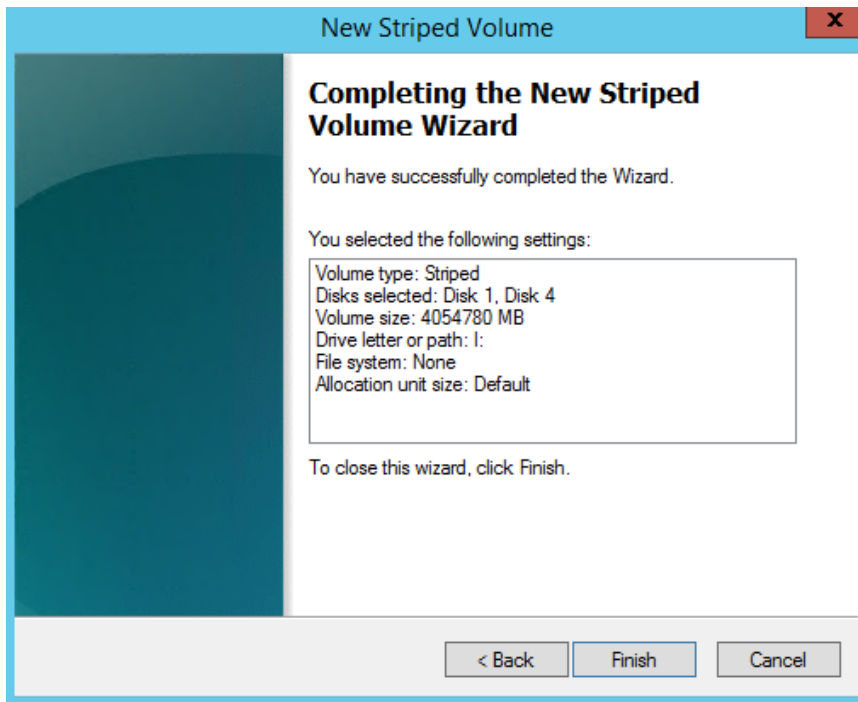 New Striped Volume
x
Completing the New Striped
Volume Wizard
You have successfully completed the Wizard.
You selected the following settings:
Volume type: Striped
Disks selected: Disk 1, Disk 4
Volume size: 4054780 MB
Drive letter or path: I:
File system: None
Allocation unit size: Default
To close this wizard, click Finish.
< Back
Finish
Cancel